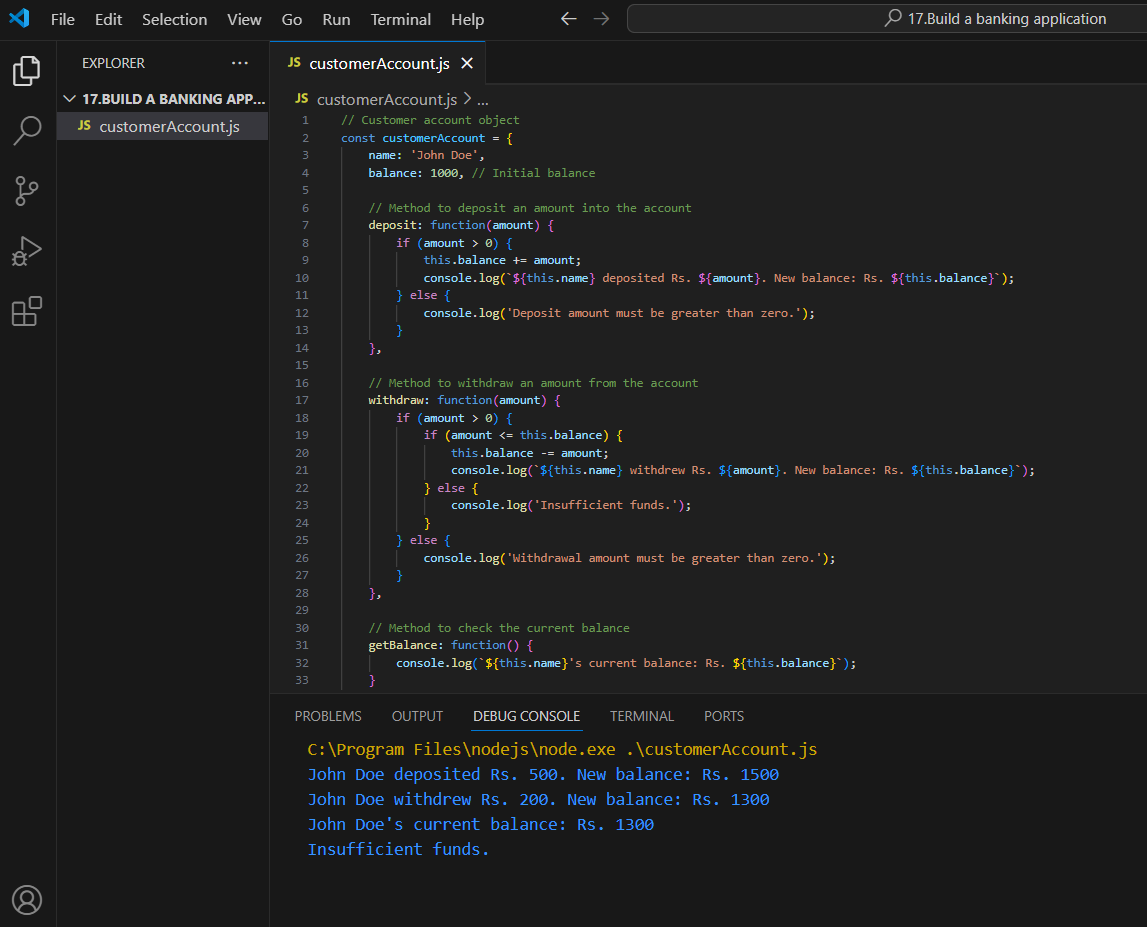 File Edit Selection View Go Run Terminal Help
17.Build a banking application
EXPLORER
17.BUILD A BANKING APP...
JS customerAccount.js
JS customerAccount.js
JS customerAccount.js > ...
1 // Customer account object
2 const customerAccount = {
3     name: 'John Doe',
4     balance: 1000, // Initial balance
5
6     // Method to deposit an amount into the account
7     deposit: function(amount) {
8         if (amount > 0) {
9             this.balance += amount;
10             console.log(`${this.name} deposited Rs. ${amount}. New balance: Rs. ${this.balance}`);
11         } else {
12             console.log('Deposit amount must be greater than zero.');
13         }
14     },
15
16     // Method to withdraw an amount from the account
17     withdraw: function(amount) {
18         if (amount > 0) {
19             if (amount <= this.balance) {
20                 this.balance -= amount;
21                 console.log(`${this.name} withdrew Rs. ${amount}. New balance: Rs. ${this.balance}`);
22             } else {
23                 console.log('Insufficient funds.');
24             }
25         } else {
26             console.log('Withdrawal amount must be greater than zero.');
27         }
28     },
29
30     // Method to check the current balance
31     getBalance: function() {
32         console.log(`${this.name}'s current balance: Rs. ${this.balance}`);
33     }
PROBLEMS OUTPUT DEBUG CONSOLE TERMINAL PORTS
C:\Program Files\nodejs\node.exe .\customerAccount.js
John Doe deposited Rs. 500. New balance: Rs. 1500
John Doe withdrew Rs. 200. New balance: Rs. 1300
John Doe's current balance: Rs. 1300
Insufficient funds.